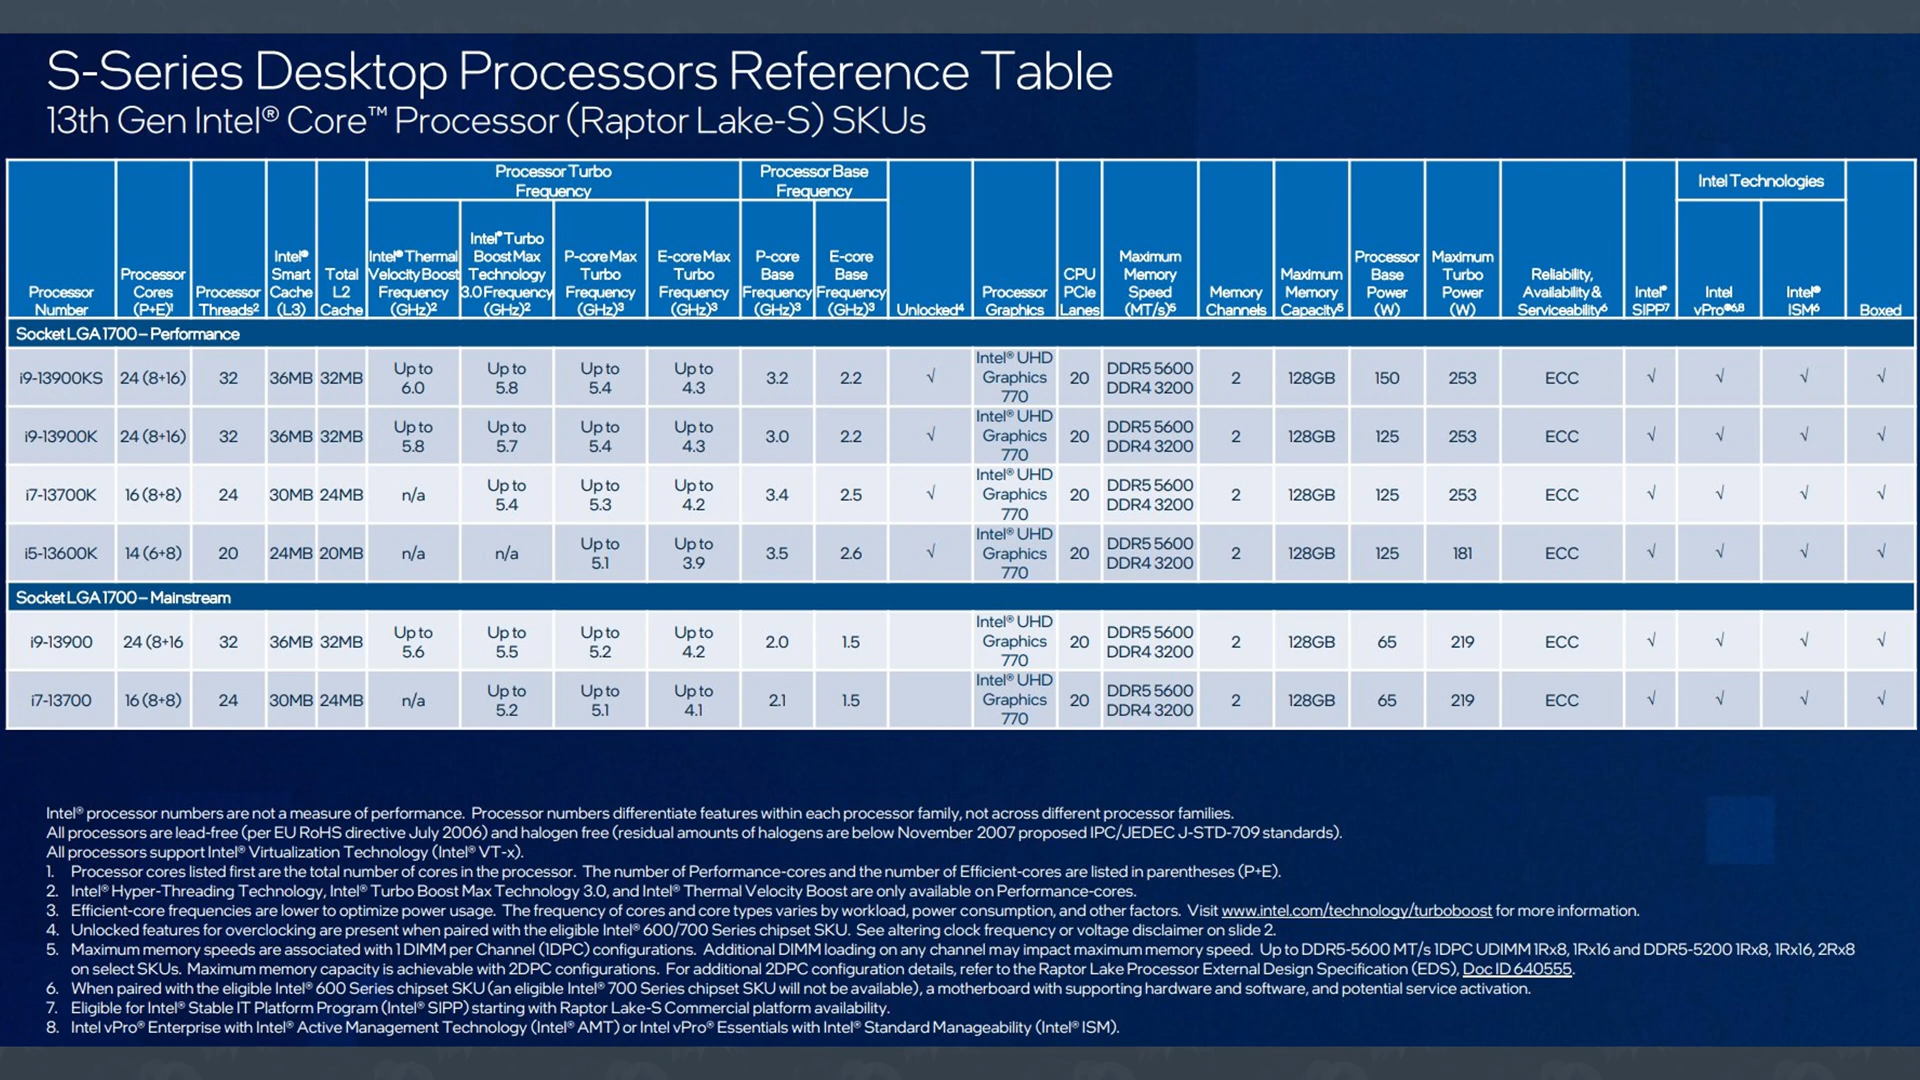 S-Series Desktop Processors Reference Table
13th Gen Intel® Core™ Processor (Raptor Lake-S) SKUs
Processor Number
Processor Cores (P+E)¹
Processor Threads²
Intel® Smart Cache (L3)
Total L2 Cache
Processor Turbo Frequency
Intel® Thermal Velocity Boost Frequency (GHz)²
Intel® Turbo Boost Max Technology 3.0 Frequency (GHz)²
P-core Max Turbo Frequency (GHz)³
E-core Max Turbo Frequency (GHz)³
Processor Base Frequency
P-core Base Frequency (GHz)³
E-core Base Frequency (GHz)³
Unlocked⁴
Processor Graphics
CPU PCIe Lanes
Maximum Memory Speed (MT/s)⁵
Memory Channels
Maximum Memory Capacity⁵
Processor Base Power (W)
Maximum Turbo Power (W)
Reliability, Availability & Serviceability⁶
Intel® SIPP⁷
Intel Technologies
Intel vPro®⁶,⁸
Intel® ISM⁶
Boxed
Socket LGA 1700 – Performance
i9-13900KS 24 (8+16) 32 36MB 32MB Up to 6.0 Up to 5.8 Up to 5.4 Up to 4.3 3.2 2.2 √ Intel® UHD Graphics 770 20 DDR5 5600 DDR4 3200 2 128GB 150 253 ECC √ √ √ √
i9-13900K 24 (8+16) 32 36MB 32MB Up to 5.8 Up to 5.7 Up to 5.4 Up to 4.3 3.0 2.2 √ Intel® UHD Graphics 770 20 DDR5 5600 DDR4 3200 2 128GB 125 253 ECC √ √ √ √
i7-13700K 16 (8+8) 24 30MB 24MB n/a Up to 5.4 Up to 5.3 Up to 4.2 3.4 2.5 √ Intel® UHD Graphics 770 20 DDR5 5600 DDR4 3200 2 128GB 125 253 ECC √ √ √ √
i5-13600K 14 (6+8) 20 24MB 20MB n/a n/a Up to 5.1 Up to 3.9 3.5 2.6 √ Intel® UHD Graphics 770 20 DDR5 5600 DDR4 3200 2 128GB 125 181 ECC √ √ √ √
Socket LGA 1700 – Mainstream
i9-13900 24 (8+16 32 36MB 32MB Up to 5.6 Up to 5.5 Up to 5.2 Up to 4.2 2.0 1.5 Intel® UHD Graphics 770 20 DDR5 5600 DDR4 3200 2 128GB 65 219 ECC √ √ √ √
i7-13700 16 (8+8) 24 30MB 24MB n/a Up to 5.2 Up to 5.1 Up to 4.1 2.1 1.5 Intel® UHD Graphics 770 20 DDR5 5600 DDR4 3200 2 128GB 65 219 ECC √ √ √ √
Intel® processor numbers are not a measure of performance. Processor numbers differentiate features within each processor family, not across different processor families.
All processors are lead-free (per EU RoHS directive July 2006) and halogen free (residual amounts of halogens are below November 2007 proposed IPC/JEDEC J-STD-709 standards).
All processors support Intel® Virtualization Technology (Intel® VT-x).
1. Processor cores listed first are the total number of cores in the processor. The number of Performance-cores and the number of Efficient-cores are listed in parentheses (P+E).
2. Intel® Hyper-Threading Technology, Intel® Turbo Boost Max Technology 3.0, and Intel® Thermal Velocity Boost are only available on Performance-cores.
3. Efficient-core frequencies are lower to optimize power usage. The frequency of cores and core types varies by workload, power consumption, and other factors. Visit www.intel.com/technology/turboboost for more information.
4. Unlocked features for overclocking are present when paired with the eligible Intel® 600/700 Series chipset SKU. See altering clock frequency or voltage disclaimer on slide 2.
5. Maximum memory speeds are associated with 1 DIMM per Channel (1DPC) configurations. Additional DIMM loading on any channel may impact maximum memory speed. Up to DDR5-5600 MT/s 1DPC UDIMM 1Rx8, 1Rx16 and DDR5-5200 1Rx8, 1Rx16, 2Rx8
on select SKUs. Maximum memory capacity is achievable with 2DPC configurations. For additional 2DPC configuration details, refer to the Raptor Lake Processor External Design Specification (EDS), Doc ID 640555.
6. When paired with the eligible Intel® 600 Series chipset SKU (an eligible Intel® 700 Series chipset SKU will not be available), a motherboard with supporting hardware and software, and potential service activation.
7. Eligible for Intel® Stable IT Platform Program (Intel® SIPP) starting with Raptor Lake-S Commercial platform availability.
8. Intel vPro® Enterprise with Intel® Active Management Technology (Intel® AMT) or Intel vPro® Essentials with Intel® Standard Manageability (Intel® ISM).